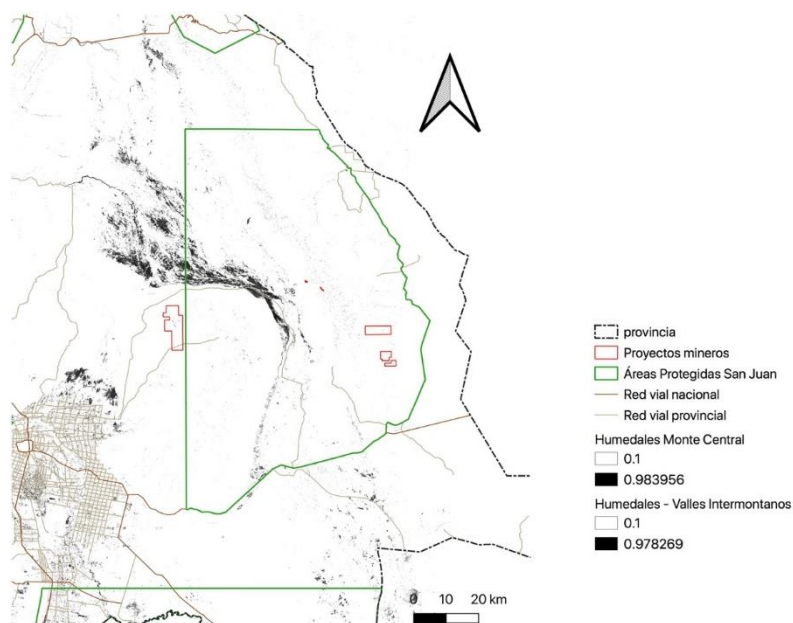 provincia
Proyectos mineros
Áreas Protegidas San Juan
Red vial nacional
Red vial provincial
Humedales Monte Central
0.1
0.983956
Humedales - Valles Intermontanos
0.1
0.978269
0 10 20 km